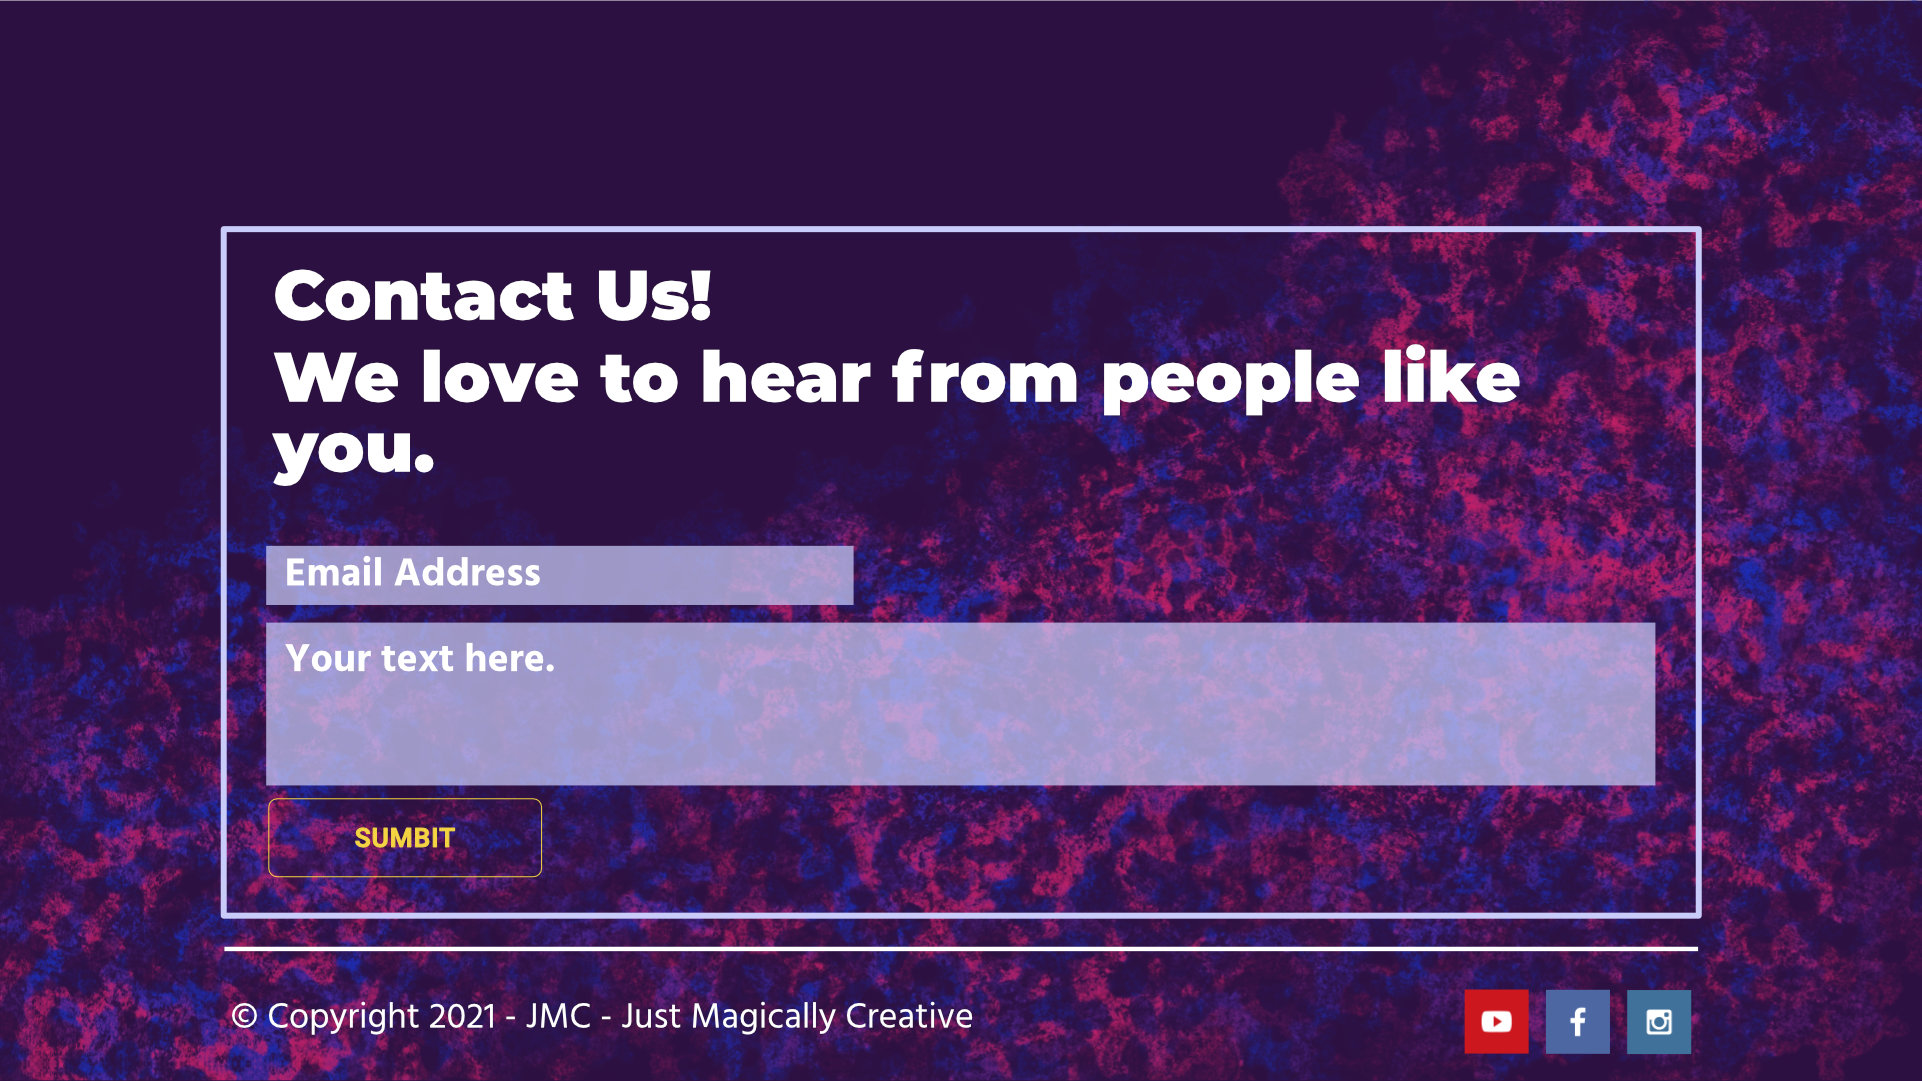 Contact Us!
We love to hear from people like
you.
Email Address
Your text here.
SUMBIT
© Copyright 2021 - JMC - Just Magically Creative